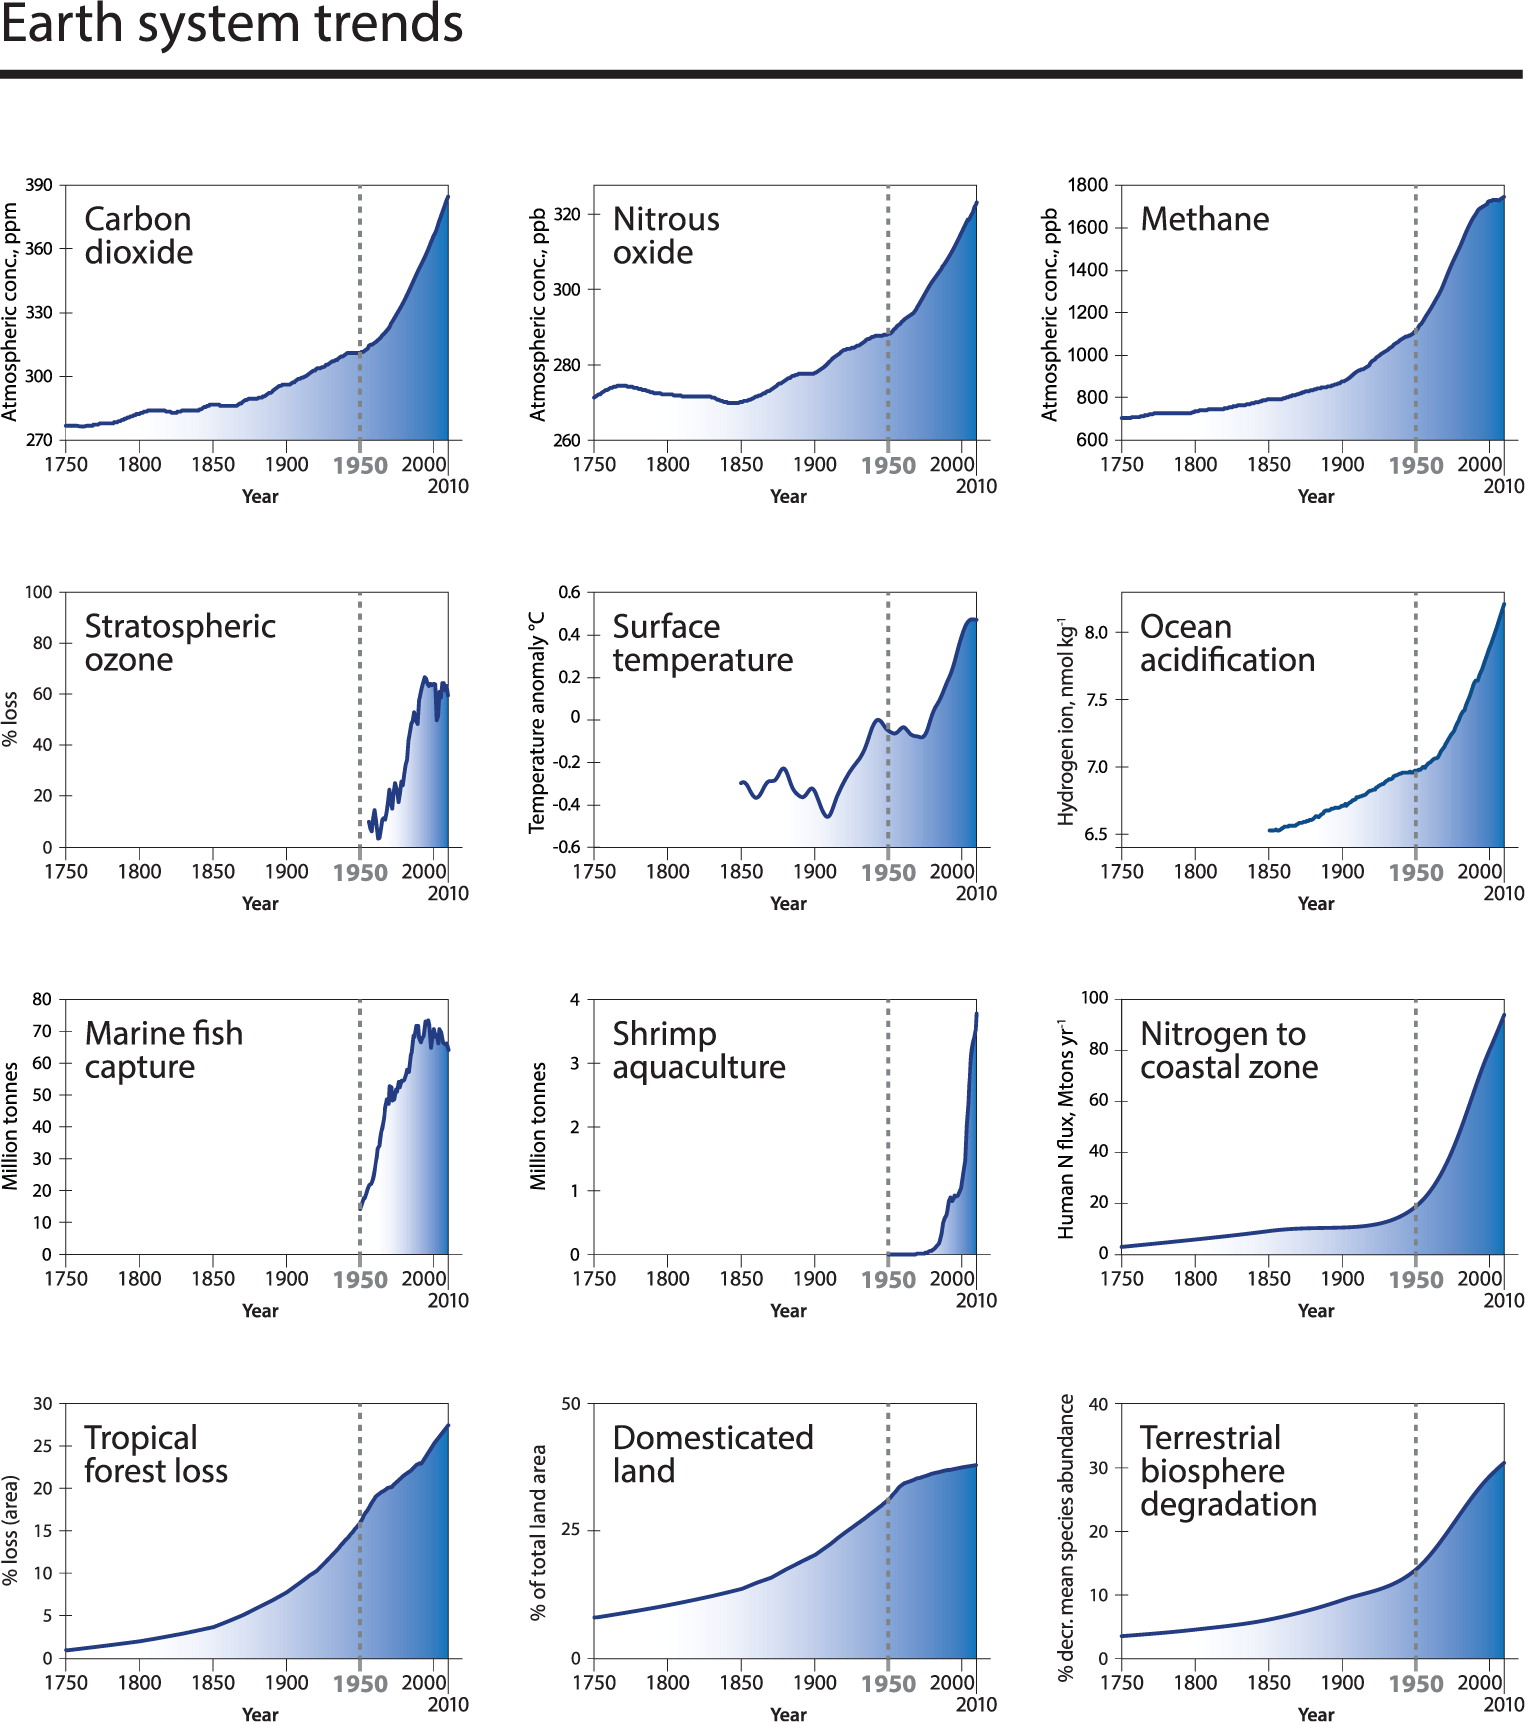 Earth system trends
Carbon
dioxide
Atmospheric conc., ppm
390
360
330
300
270
1750 1800 1850 1900 1950 2000
2010
Year
Nitrous
oxide
Atmospheric conc., ppb
320
300
280
260
1750 1800 1850 1900 1950 2000
2010
Year
Methane
Atmospheric conc., ppb
1800
1600
1400
1200
1000
800
600
1750 1800 1850 1900 1950 2000
2010
Year
Stratospheric
ozone
% loss
100
80
80
60
40
20
0
1750 1800 1850 1900 1950 2000
2010
Year
Surface
temperature
Temperature anomaly °C
0.6
0.4
0.2
0
-0.2
-0.4
-0.6
1750 1800 1850 1900 1950 2000
2010
Year
Ocean
acidification
Hydrogen ion, nmol kg-1
8.0
7.5
7.0
6.5
1750 1800 1850 1900 1950 2000
2010
Year
Marine fish
capture
Million tonnes
80
70
60
50
40
30
20
10
0
1750 1800 1850 1900 1950 2000
2010
Year
Shrimp
aquaculture
Million tonnes
4
3
2
1
0
1750 1800 1850 1900 1950 2000
2010
Year
Nitrogen to
coastal zone
Human N flux, Mtons yr-1
100
80
60
40
20
0
1750 1800 1850 1900 1950 2000
2010
Year
Tropical
forest loss
% loss (area)
30
25
20
15
10
5
0
1750 1800 1850 1900 1950 2000
2010
Year
Domesticated
land
% of total land area
50
25
0
1750 1800 1850 1900 1950 2000
2010
Year
Terrestrial
biosphere
degradation
% decr. mean species abundance
40
30
20
10
0
1750 1800 1850 1900 1950 2000
2010
Year